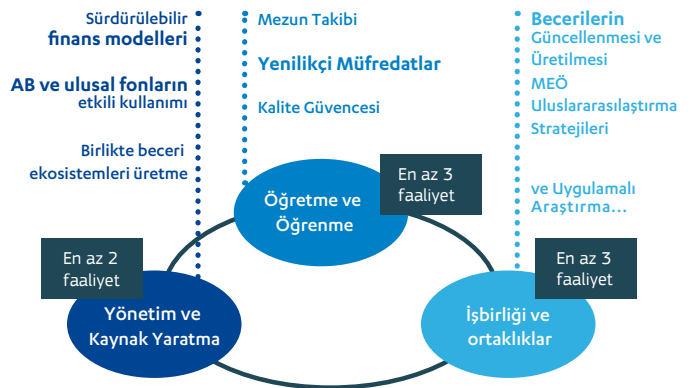 Sürdürülebilir
finans modelleri
AB ve ulusal fonların
etkili kullanımı
Birlikte beceri
ekosistemleri üretme
Mezun Takibi
Yenilikçi Müfredatlar
Kalite Güvencesi
Becerilerin
Güncellenmesi ve
Üretilmesi
MEÖ
Uluslararasılaştırma
Stratejileri
ve Uygulamalı
Araştırma...
En az 3
faaliyet
Öğretme ve
Öğrenme
En az 2
faaliyet
Yönetim ve
Kaynak Yaratma
En az 3
faaliyet
İşbirliği ve
ortaklıklar